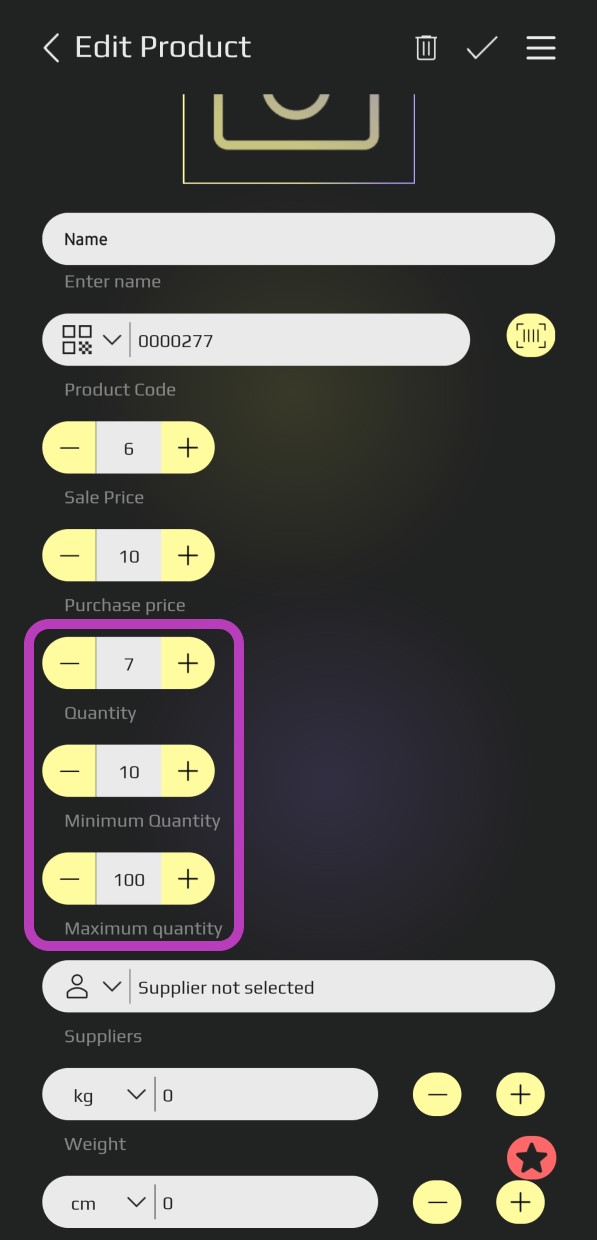 Edit Product
Name
Enter name
0000277
Product Code
6
Sale Price
10
Purchase price
7
Quantity
10
Minimum Quantity
100
Maximum quantity
Supplier not selected
Suppliers
kg 0
Weight
cm 0